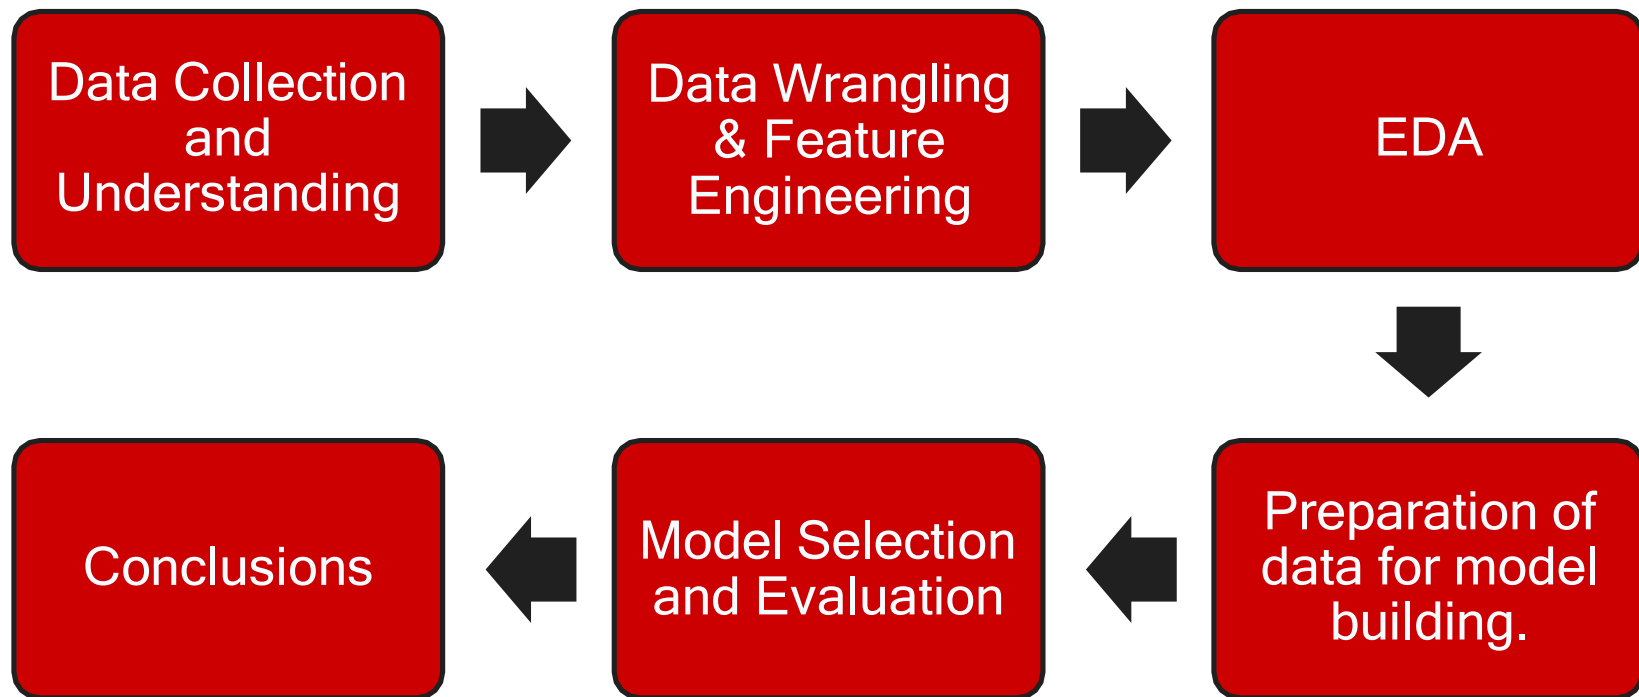 Data Collection
and
Understanding
Data Wrangling
& Feature
Engineering
EDA
Preparation of
data for model
building.
Model Selection
and Evaluation
Conclusions